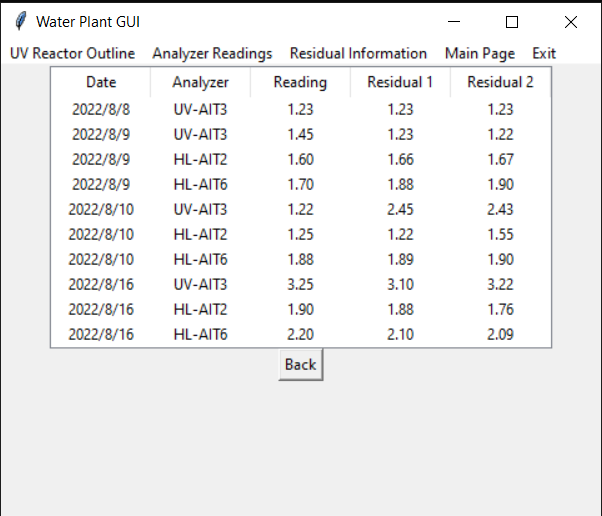 Water Plant GUI
UV Reactor Outline Analyzer Readings Residual Information Main Page Exit
Date Analyzer Reading Residual 1 Residual 2
2022/8/8 UV-AIT3 1.23 1.23 1.23
2022/8/9 UV-AIT3 1.45 1.23 1.22
2022/8/9 HL-AIT2 1.60 1.66 1.67
2022/8/9 HL-AIT6 1.70 1.88 1.90
2022/8/10 UV-AIT3 1.22 2.45 2.43
2022/8/10 HL-AIT2 1.25 1.22 1.55
2022/8/10 HL-AIT6 1.88 1.89 1.90
2022/8/16 UV-AIT3 3.25 3.10 3.22
2022/8/16 HL-AIT2 1.90 1.88 1.76
2022/8/16 HL-AIT6 2.20 2.10 2.09
Back